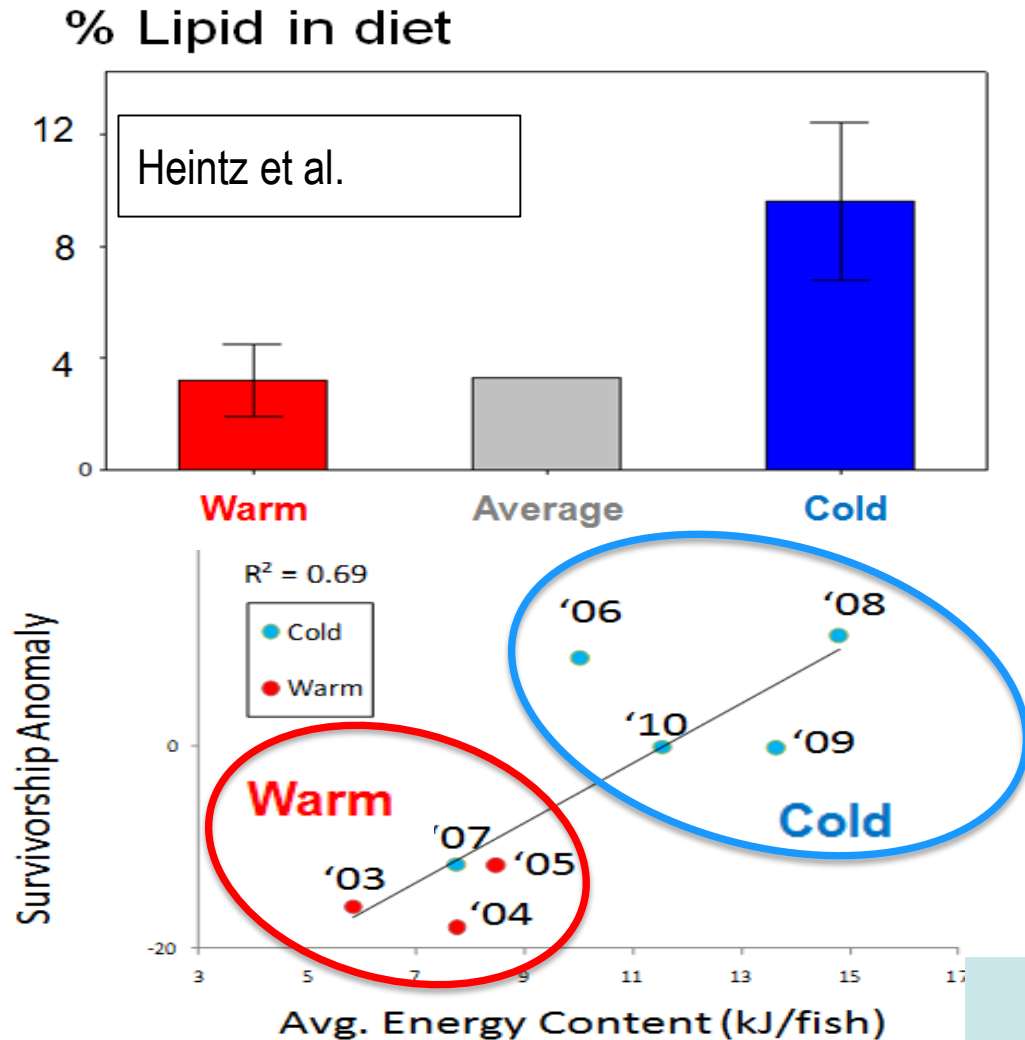 % Lipid in diet
12
Heintz et al.
8
4
0
Warm Average Cold
R² = 0.69
Cold
Warm
‘06
‘08
‘10
‘09
0
Warm
Cold
‘07
‘05
‘03
‘04
-20
3 5 7 9 11 13 15 17
Survivorship Anomaly
Avg. Energy Content (kJ/fish)